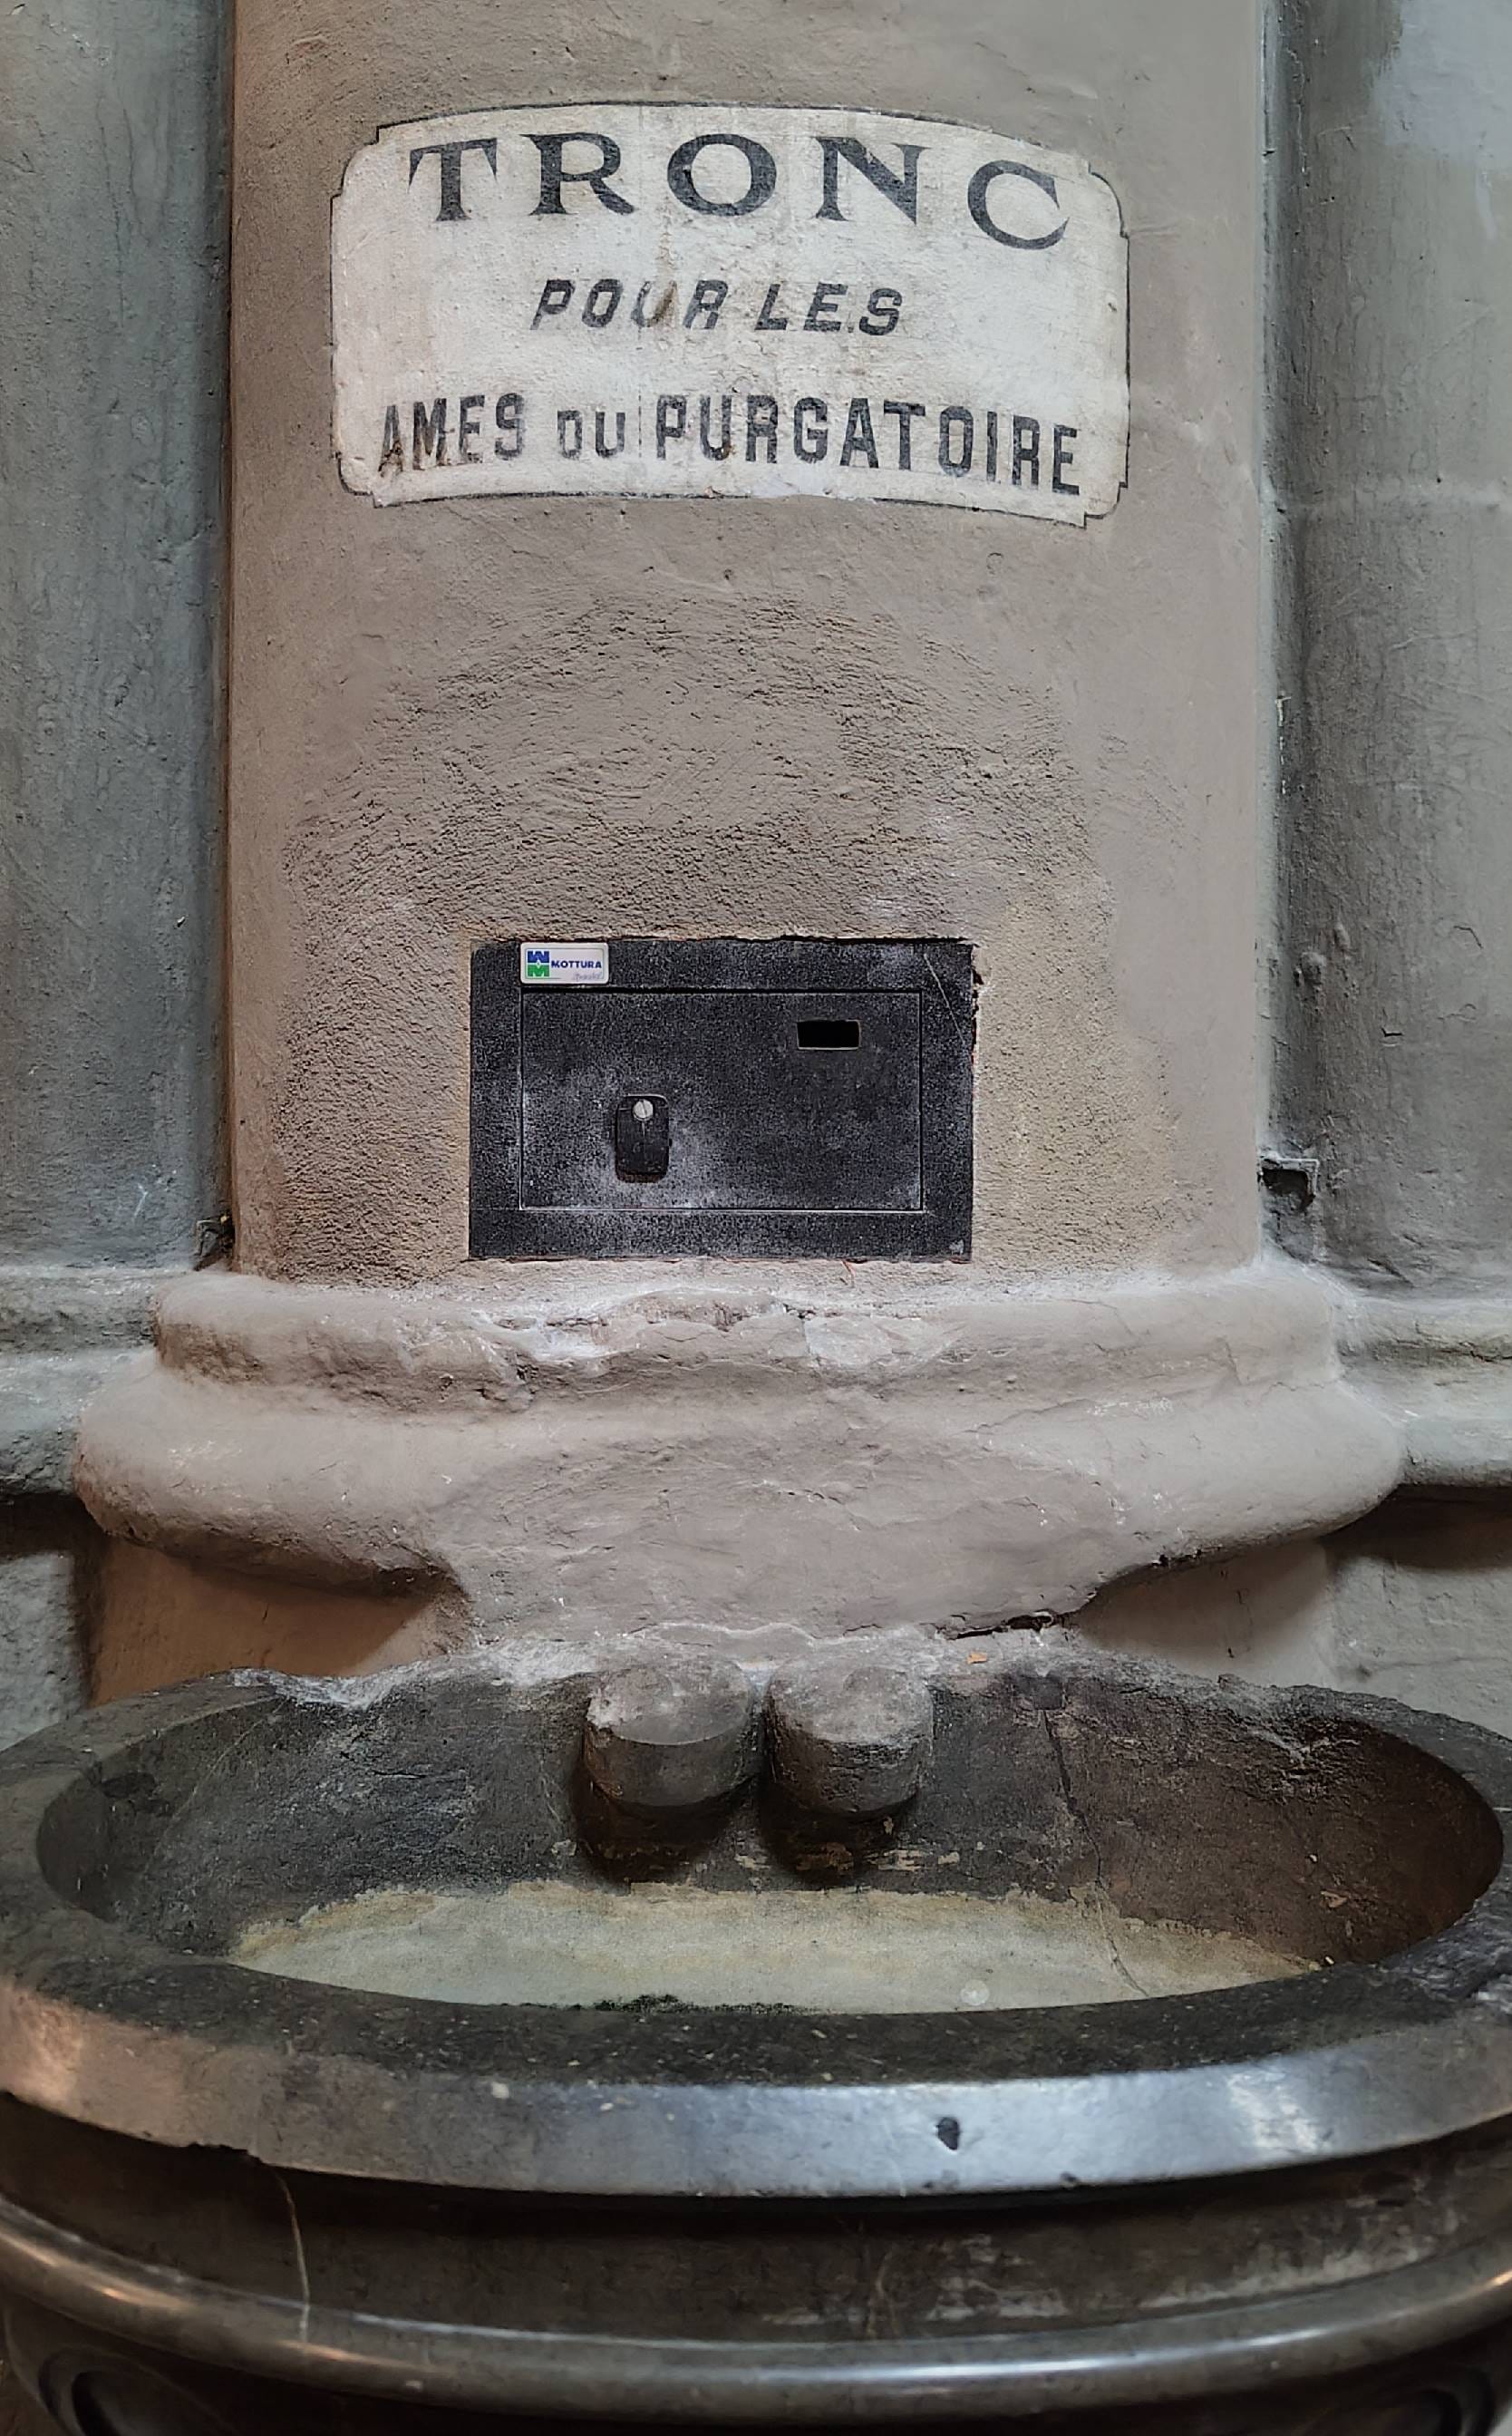 TRONC
POUR LES
AMES DU PURGATOIRE
MOTTURA